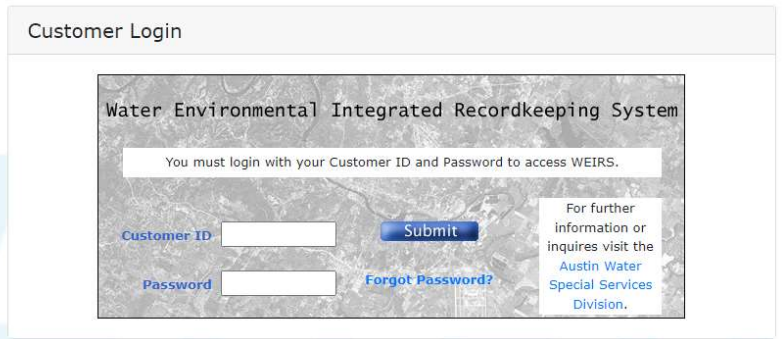 Customer Login
Water Environmental Integrated Recordkeeping System
You must login with your Customer ID and Password to access WEIRS.
Customer ID
Submit
Password
Forgot Password?
For further
information or
inquires visit the
Austin Water
Special Services
Division.